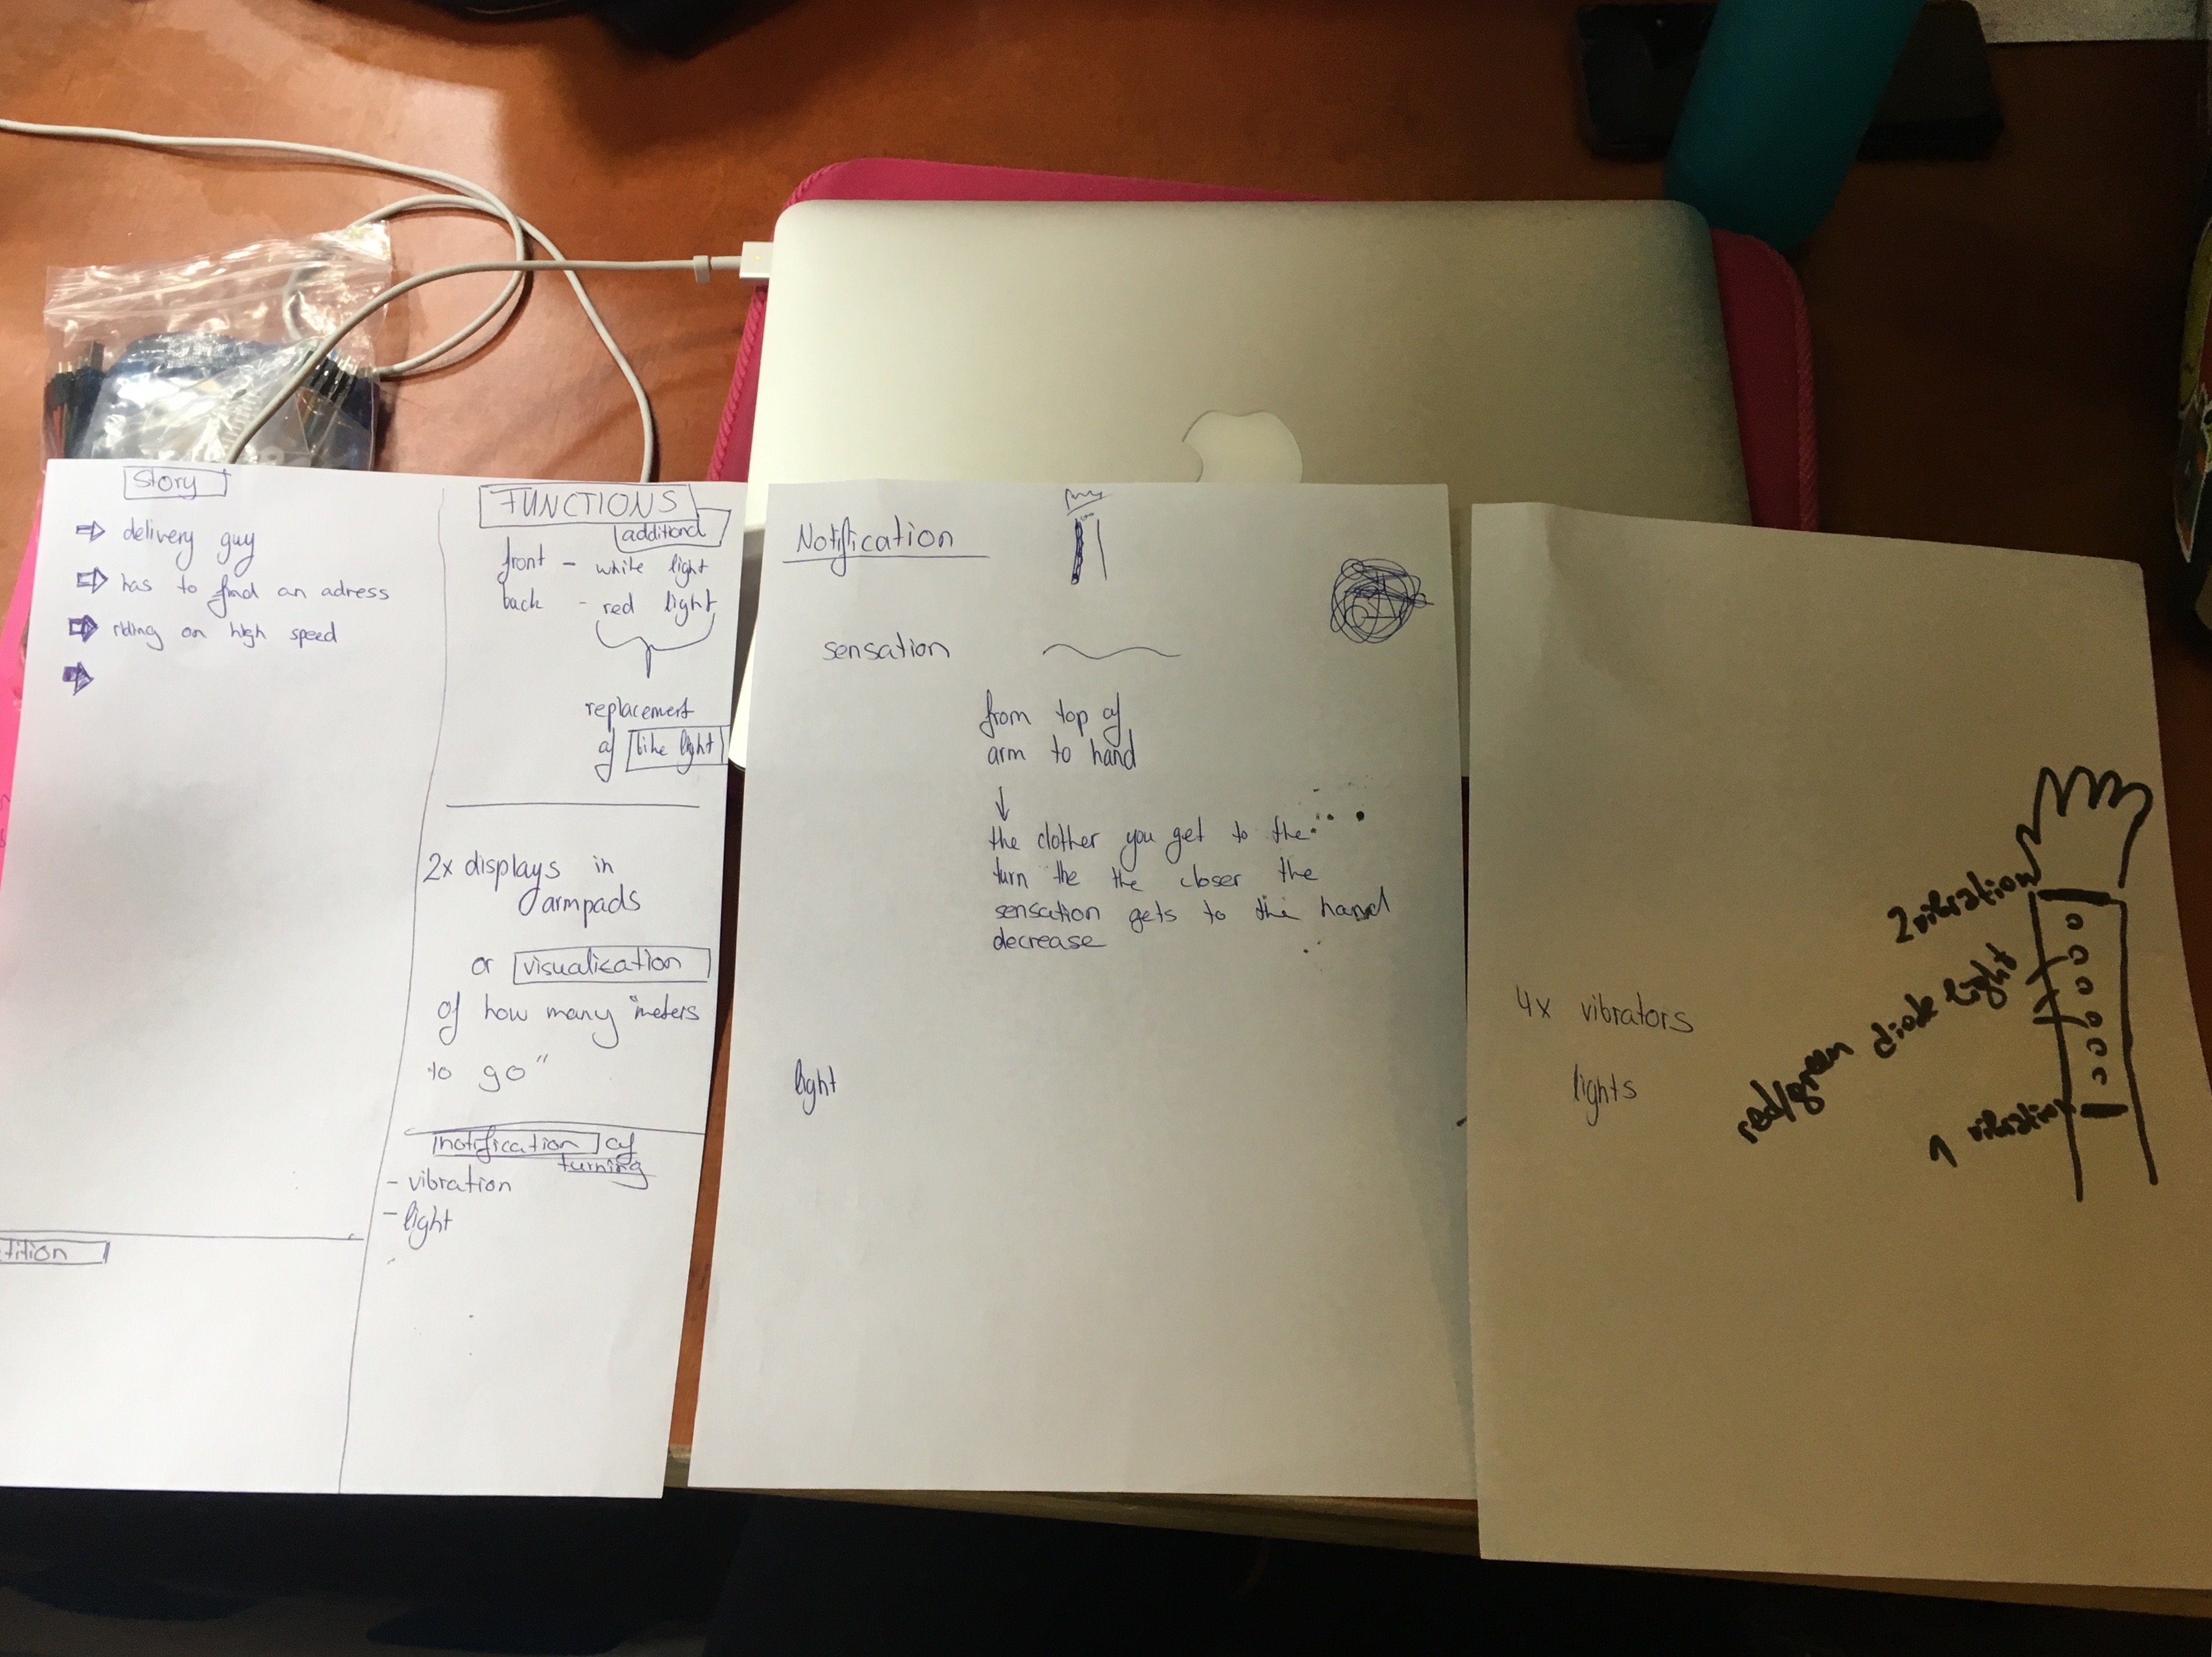 story
delivery guy
has to find an adress
riding on high speed
tition
FUNCTIONS
additional
front - white light
back - red light
replacement
of bike light
2x displays in
armpads
or visualisation
of how many "meters
to go"
notification of
turning
- vibration
- light
Notification
sensation
from top of
arm to hand
the clother you get to the
turn the the closer the
sensation gets to the hand
decrease
light
4x vibrators
lights
2 vibration
red/green diode light
1 vibration